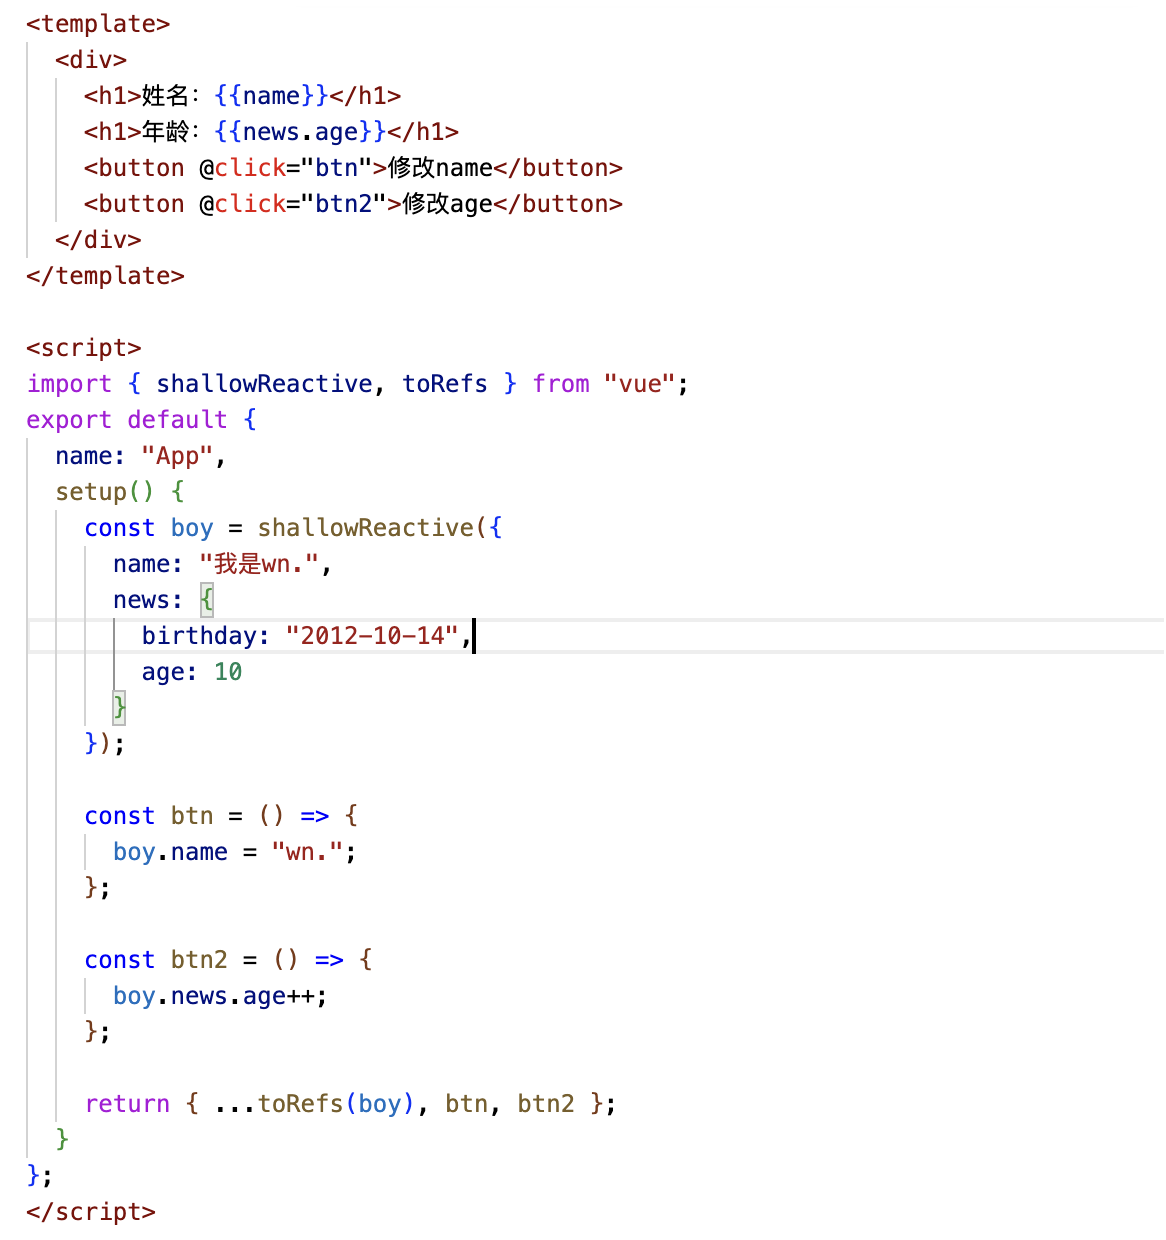 <template>
  <div>
    <h1>姓名：{{name}}</h1>
    <h1>年龄：{{news.age}}</h1>
    <button @click="btn">修改name</button>
    <button @click="btn2">修改age</button>
  </div>
</template>

<script>
import { shallowReactive, toRefs } from "vue";
export default {
  name: "App",
  setup() {
    const boy = shallowReactive({
      name: "我是wn.",
      news: {
        birthday: "2012-10-14",
        age: 10
      }
    });

    const btn = () => {
      boy.name = "wn.";
    };

    const btn2 = () => {
      boy.news.age++;
    };

    return { ...toRefs(boy), btn, btn2 };
  }
};
</script>